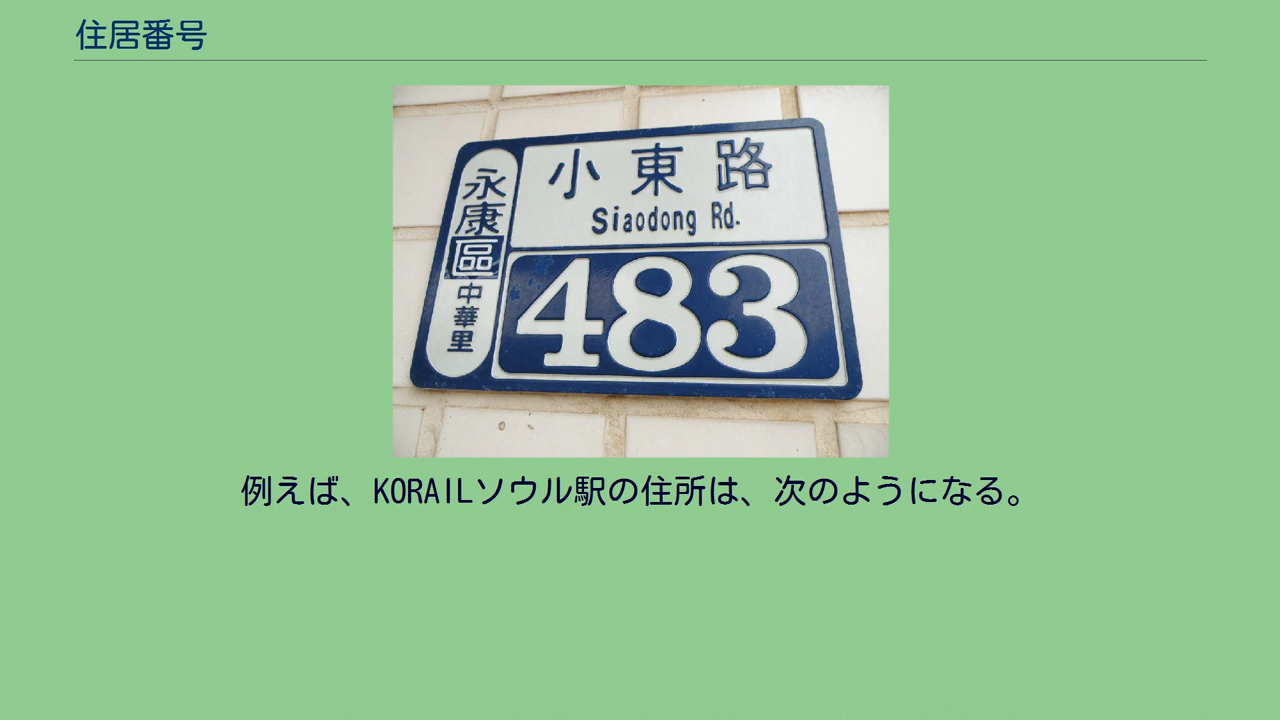 住居番号
永康區中華里
小東路
Siaodong Rd.
483
例えば、KORAILソウル駅の住所は、次のようになる。